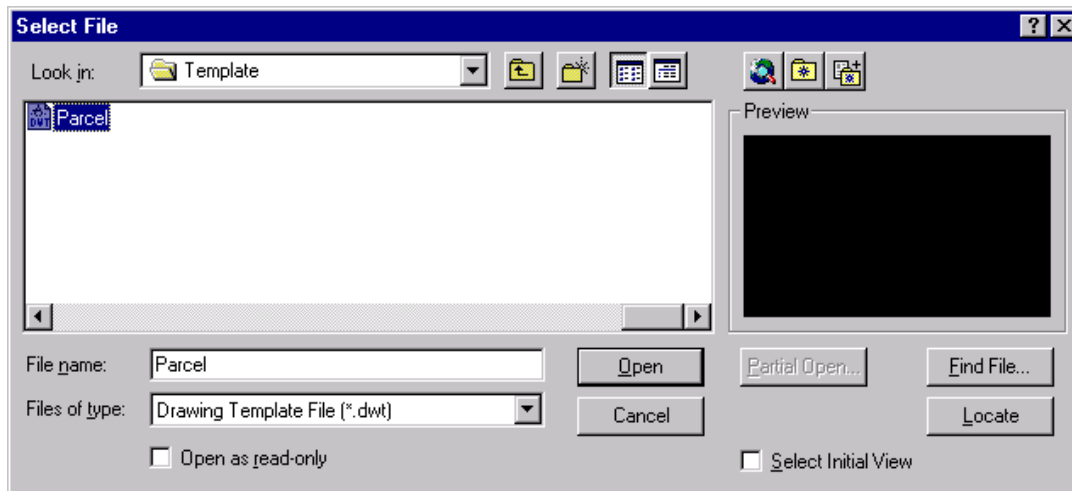 Select File
Look in: Template
DWT Parcel
Preview
File name: Parcel Open Partial Open... Find File...
Files of type: Drawing Template File (*.dwt) Cancel Locate
Open as read-only Select Initial View